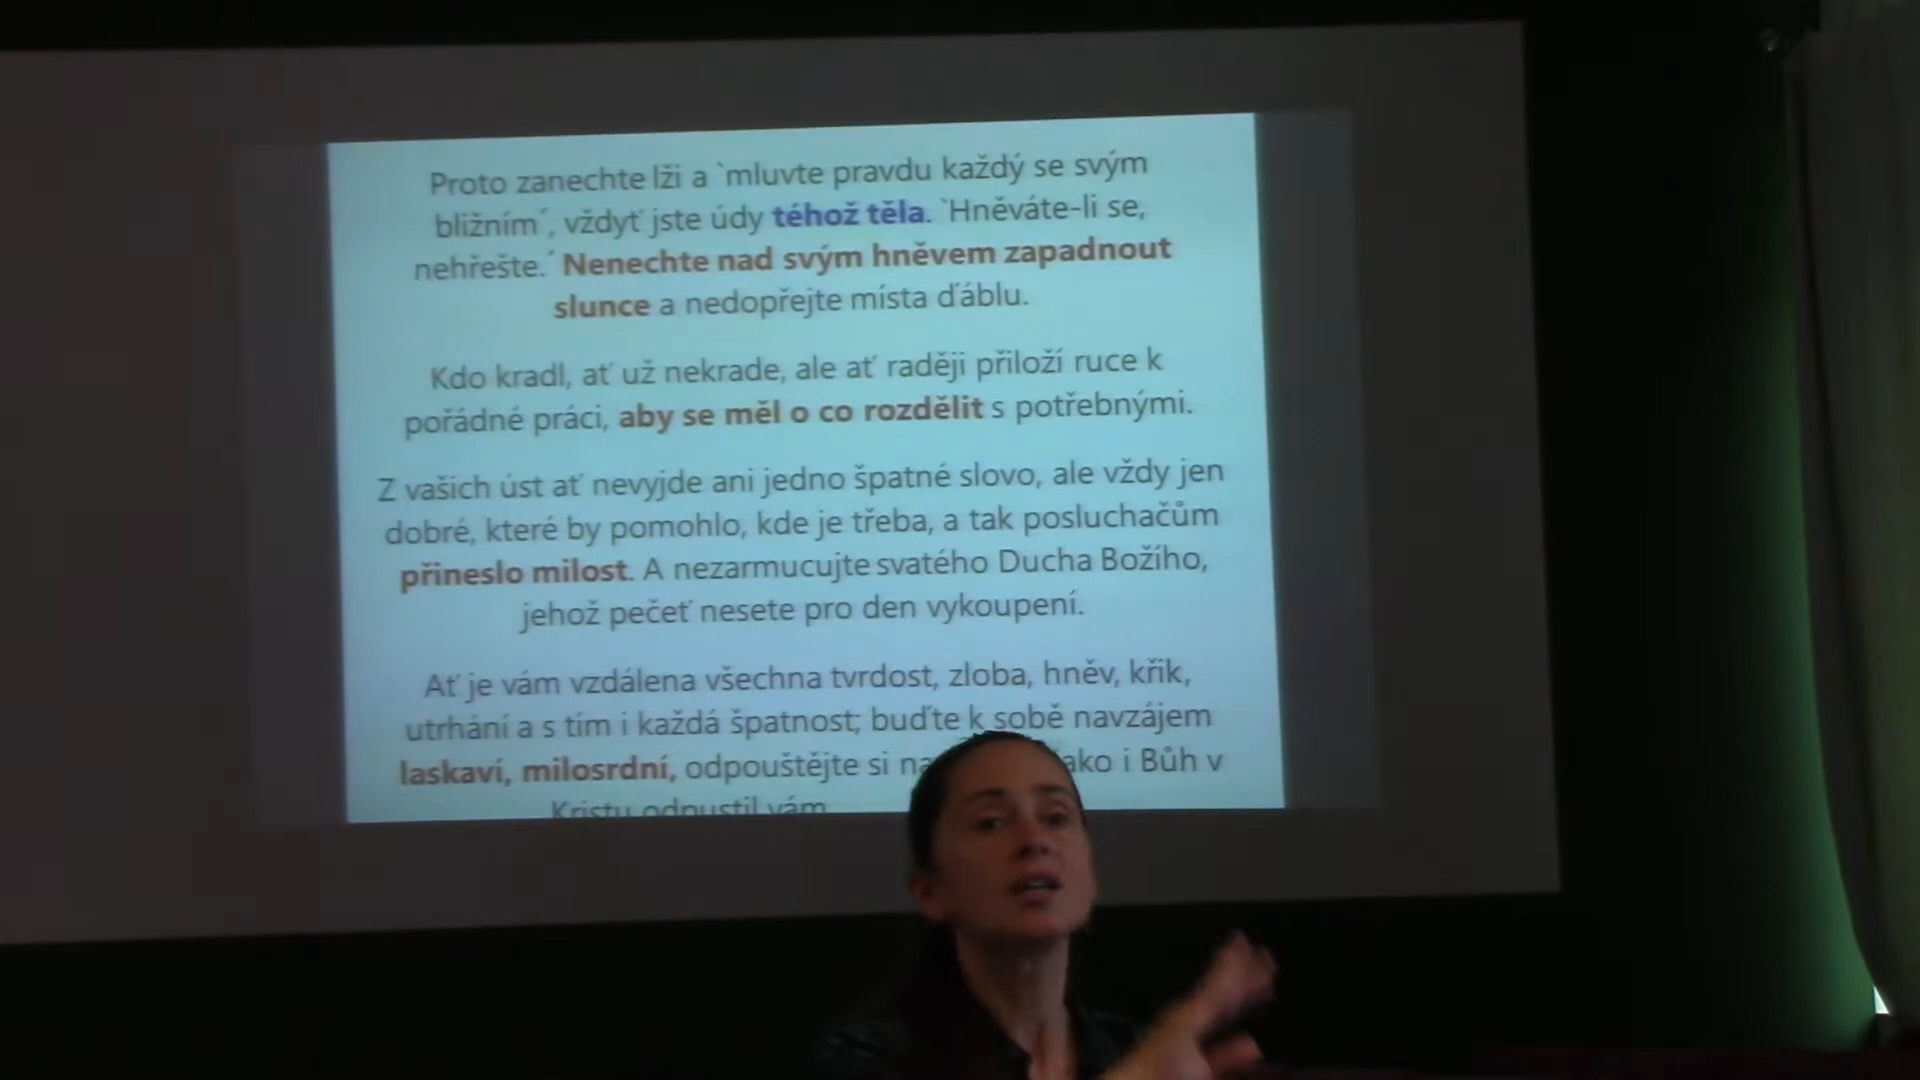 Proto zanechte lži a `mluvte pravdu každý se svým
bližním´, vždyť jste údy téhož těla. `Hněváte-li se,
nehřešte.´ Nenechte nad svým hněvem zapadnout
slunce a nedopřejte místa ďáblu.
Kdo kradl, ať už nekrade, ale ať raději přiloží ruce k
pořádné práci, aby se měl o co rozdělit s potřebnými.
Z vašich úst ať nevyjde ani jedno špatné slovo, ale vždy jen
dobré, které by pomohlo, kde je třeba, a tak posluchačům
přineslo milost. A nezarmucujte svatého Ducha Božího,
jehož pečeť nesete pro den vykoupení.
Ať je vám vzdálena všechna tvrdost, zloba, hněv, křik,
utrhání a s tím i každá špatnost; buďte k sobě navzájem
laskaví, milosrdní, odpouštějte si i Bůh v
Kristu odpustil vám